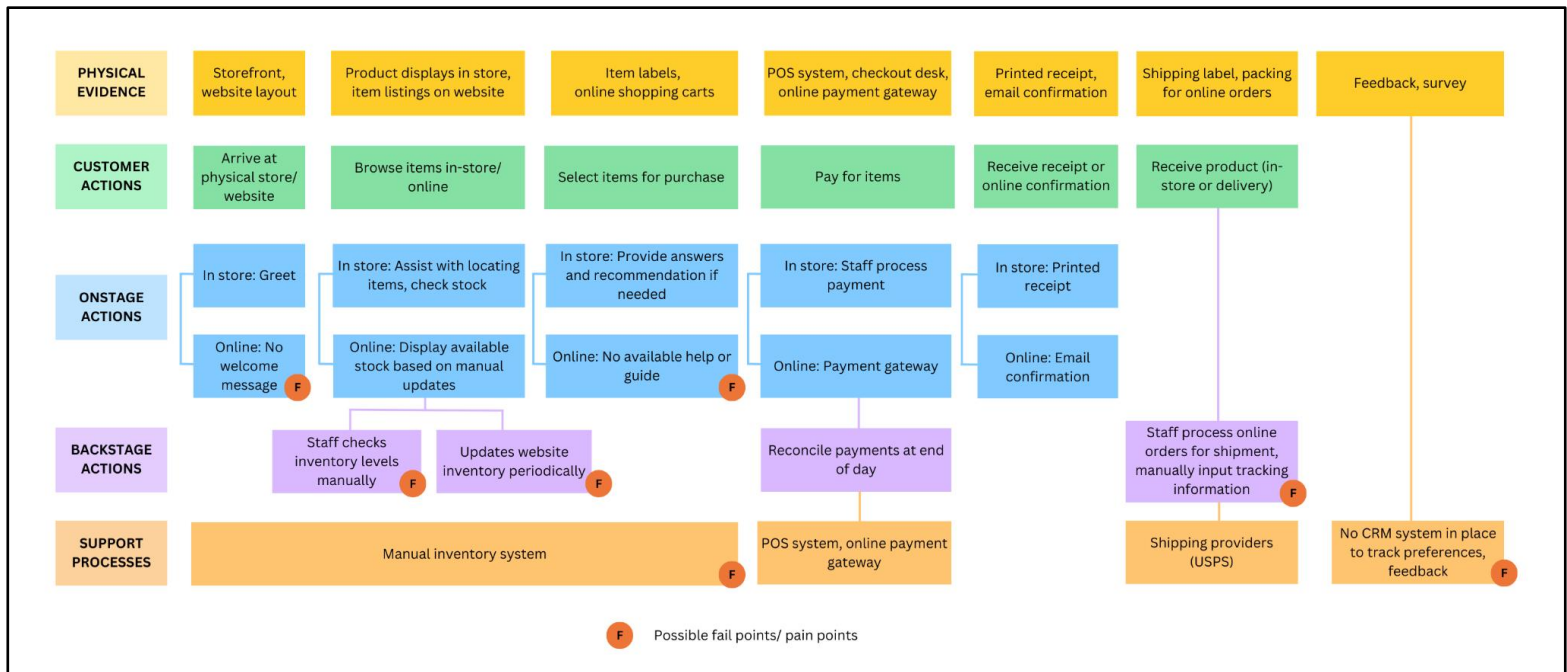 PHYSICAL
EVIDENCE
Storefront,
website layout
Product displays in store,
item listings on website
Item labels,
online shopping carts
POS system, checkout desk,
online payment gateway
Printed receipt,
email confirmation
Shipping label, packing
for online orders
Feedback, survey
CUSTOMER
ACTIONS
Arrive at
physical store/
website
Browse items in-store/
online
Select items for purchase
Pay for items
Receive receipt or
online confirmation
Receive product (in-
store or delivery)
ONSTAGE
ACTIONS
In store: Greet
In store: Assist with locating
items, check stock
In store: Provide answers
and recommendation if
needed
In store: Staff process
payment
In store: Printed
receipt
Online: No
welcome
message
F
Online: Display available
stock based on manual
updates
Online: No available help or
guide
F
Online: Payment gateway
Online: Email
confirmation
BACKSTAGE
ACTIONS
Staff checks
inventory levels
manually
F
Updates website
inventory periodically
F
Reconcile payments at end
of day
Staff process online
orders for shipment,
manually input tracking
information
F
SUPPORT
PROCESSES
Manual inventory system
F
POS system, online payment
gateway
Shipping providers
(USPS)
No CRM system in place
to track preferences,
feedback
F
F
Possible fail points/ pain points